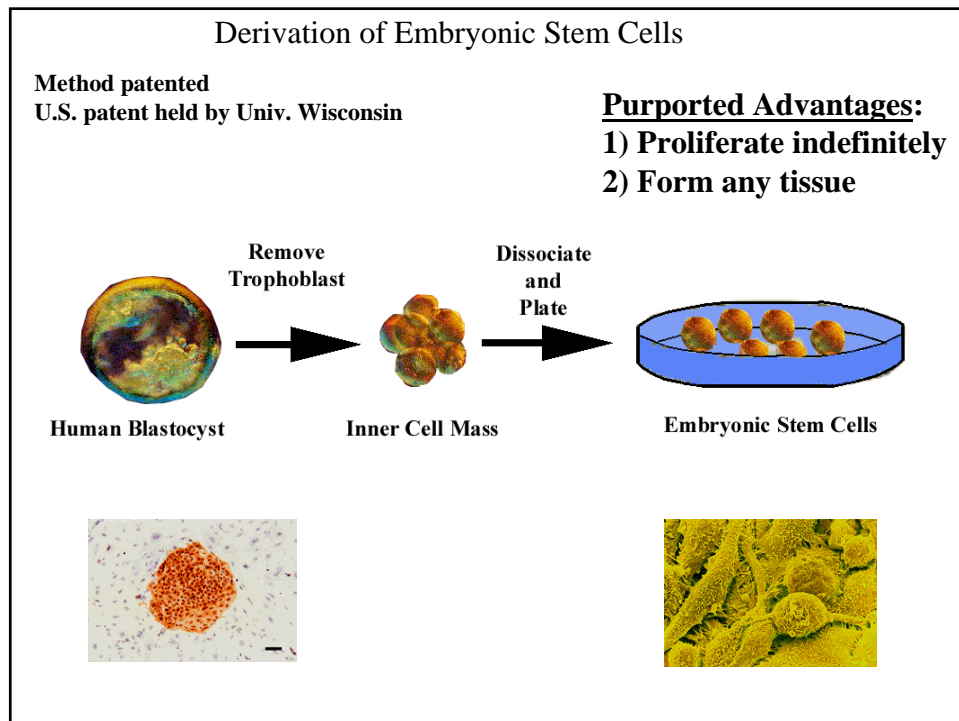 Derivation of Embryonic Stem Cells
Method patented
U.S. patent held by Univ. Wisconsin
Purported Advantages:
1) Proliferate indefinitely
2) Form any tissue
Remove
Trophoblast
Dissociate
and
Plate
Human Blastocyst
Inner Cell Mass
Embryonic Stem Cells